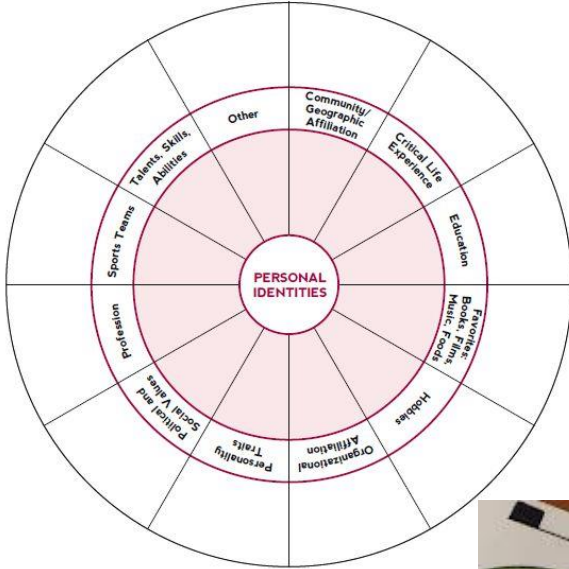 PERSONAL
IDENTITIES
Community/
Geographic
Affiliation
Critical Life
Experience
Education
Favorites:
Books, Films,
Music, Foods
Hobbies
Organizational
Affiliation
Personality
Traits
Political and
Social Values
Profession
Sports Teams
Talents, Skills,
Abilities
Other